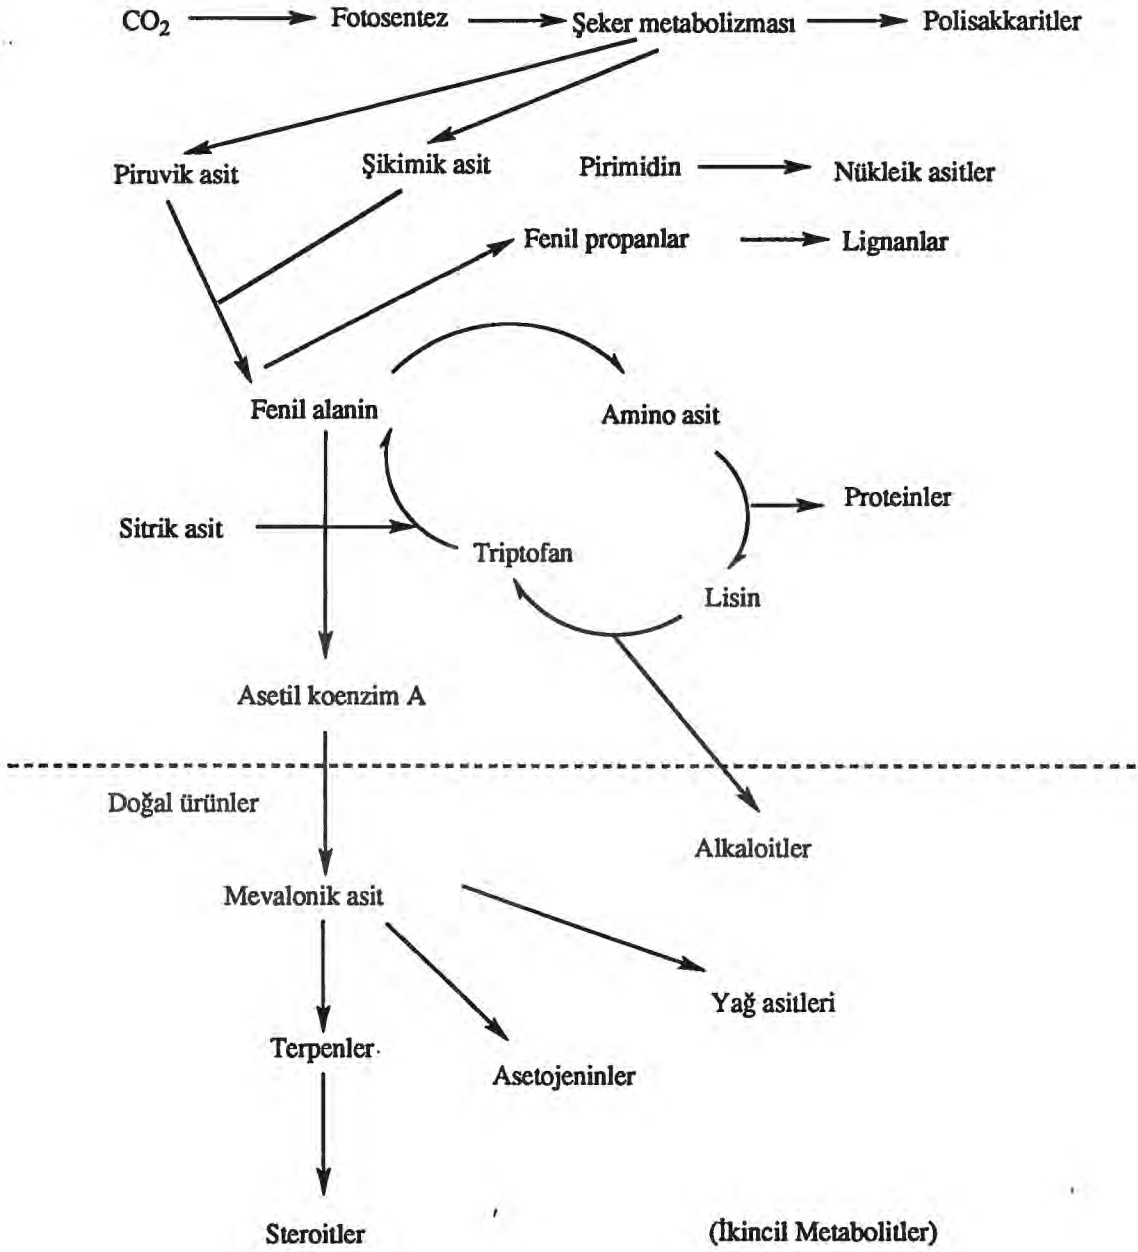 CO2 Fotosentez Şeker metabolizması Polisakkaritler
Piruvik asit Şikimik asit Pirimidin Nükleik asitler
Fenil propanlar Lignanlar
Fenil alanin Amino asit
Proteinler
Sitrik asit Triptofan
Lisin
Asetil koenzim A
Doğal ürünler
Alkaloitler
Mevalonik asit
Yağ asitleri
Terpenler
Asetojeninler
Steroitler (İkincil Metabolitler)